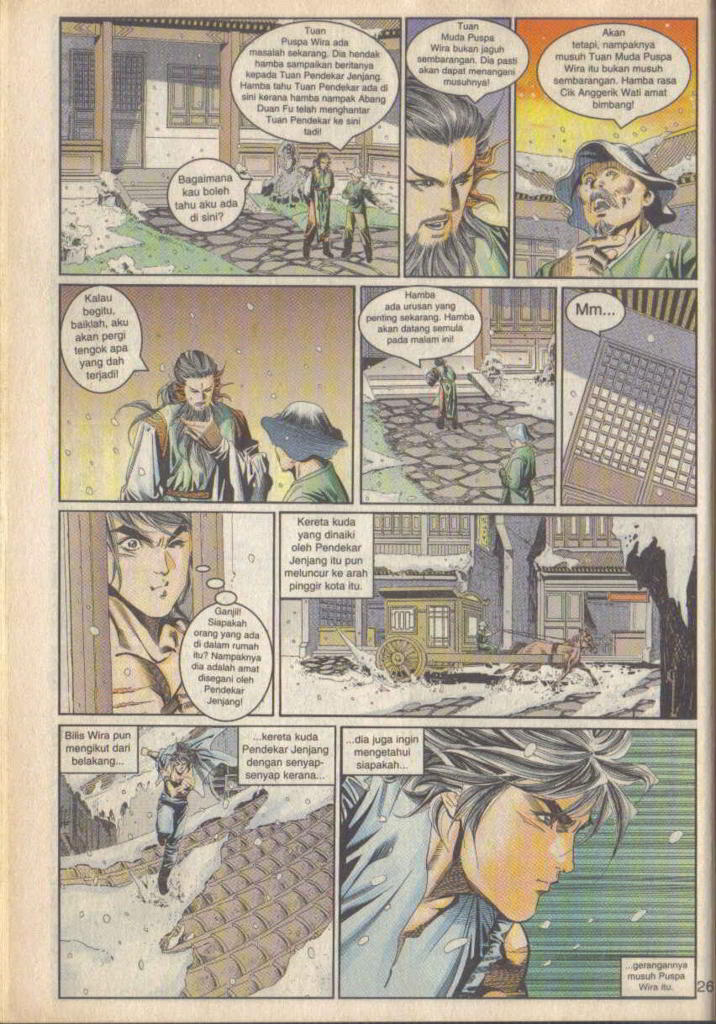 Tuan
Puspa Wira ada
masalah sekarang. Dia hendak
hamba sampaikan beritanya
kepada Tuan Pendekar Jenjang.
Hamba tahu Tuan Pendekar ada di
sini kerana hamba nampak Abang
Duan Fu telah menghantar
Tuan Pendekar ke sini
tadi!
Bagaimana
kau boleh
tahu aku ada
di sini?
Tuan
Muda Puspa
Wira bukan jaguh
sembarangan. Dia pasti
akan dapat menangani
musuhnya!
Akan
tetapi, nampaknya
musuh Tuan Muda Puspa
Wira itu bukan musuh
sembarangan. Hamba rasa
Cik Anggerik Wati amat
bimbang!
Kalau
begitu,
baiklah, aku
akan pergi
tengok apa
yang dah
terjadi!
Hamba
ada urusan yang
penting sekarang. Hamba
akan datang semula
pada malam ini!
Mm...
Ganjil!
Siapakah
orang yang ada
di dalam rumah
itu? Nampaknya
dia adalah amat
disegani oleh
Pendekar
Jenjang!
Kereta kuda
yang dinaiki
oleh Pendekar
Jenjang itu pun
meluncur ke arah
pinggir kota itu.
Bilis Wira pun
mengikut dari
belakang...
...kereta kuda
Pendekar Jenjang
dengan senyap-
senyap kerana...
...dia juga ingin
mengetahui
siapakah...
...gerangannya
musuh Puspa
Wira itu.
26